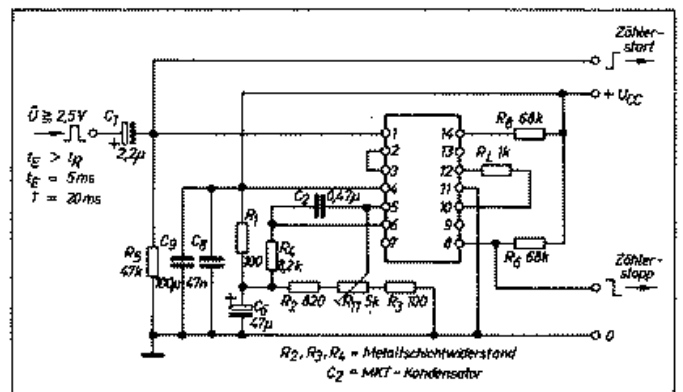 Zähler-
start
+ U_CC
Û ≧ 2,5V
C1
2,2µ
t_E > t_R
t_E = 5ms
T = 20ms
1
2
3
4
5
6
7
14
13
12
11
10
9
8
R8 68k
R_L 1k
R6 68k
C2 0,47µ
R1
100
R4
8,2k
R5
47k
C9
100µ
C8
47n
C6
47µ
R2 820
5k
R3 100
Zähler-
stopp
0
R2, R3, R4 = Metallschichtwiderstand
C2 = MKT-Kondensator